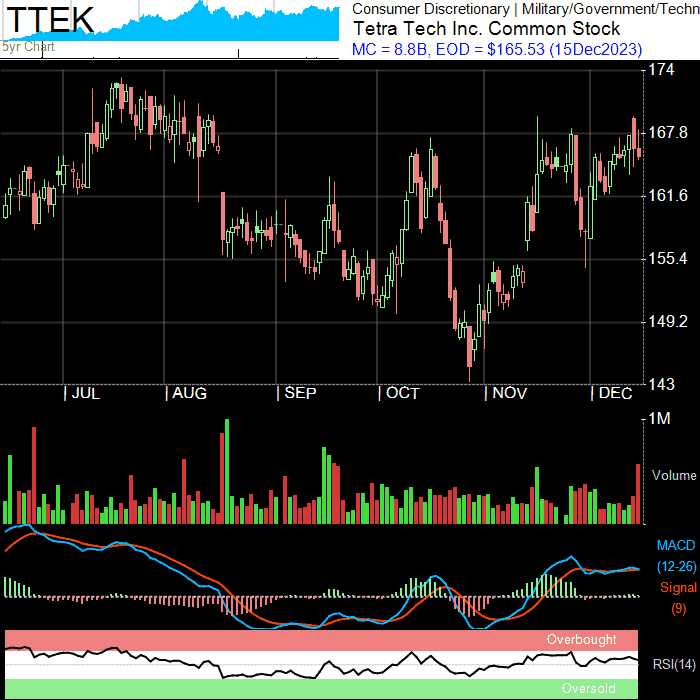 TTEK
5yr Chart
Consumer Discretionary | Military/Government/Techn
Tetra Tech Inc. Common Stock
MC = 8.8B, EOD = $165.53 (15Dec2023)
174
167.8
161.6
155.4
149.2
143
JUL AUG SEP OCT NOV DEC
1M
Volume
MACD
(12-26)
Signal
(9)
Overbought
RSI(14)
Oversold